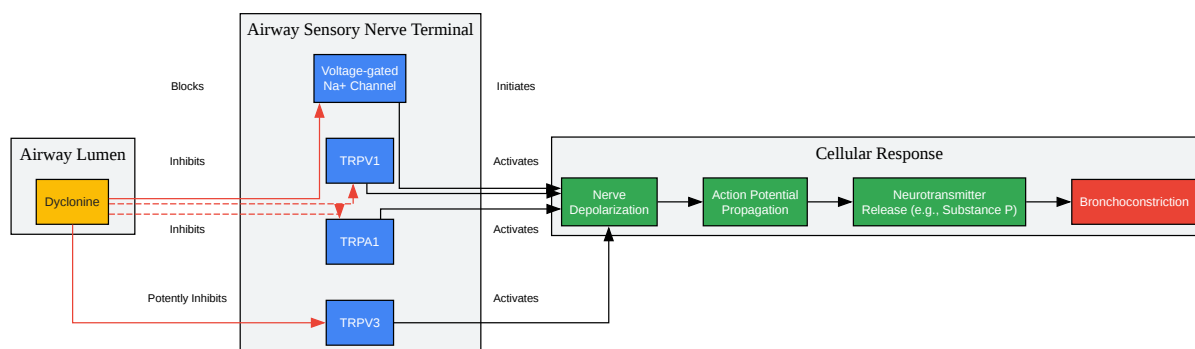 Airway Sensory Nerve Terminal
Voltage-gated
Na+ Channel
Blocks
Initiates
Airway Lumen
Cellular Response
Inhibits
TRPV1
Activates
Dyclonine
Nerve
Depolarization
Action Potential
Propagation
Neurotransmitter
Release (e.g., Substance P)
Bronchoconstriction
Inhibits
TRPA1
Activates
Potently Inhibits
TRPV3
Activates